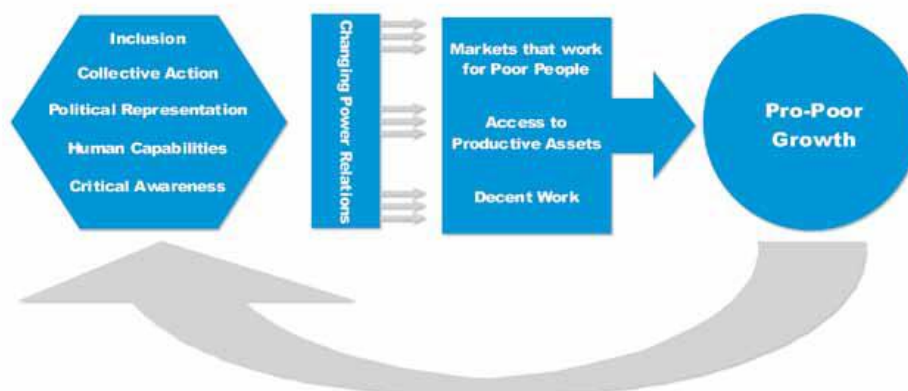 Inclusion
Collective Action
Political Representation
Human Capabilities
Critical Awareness
Changing Power Relations
Markets that work
for Poor People
Access to
Productive Assets
Decent Work
Pro-Poor
Growth